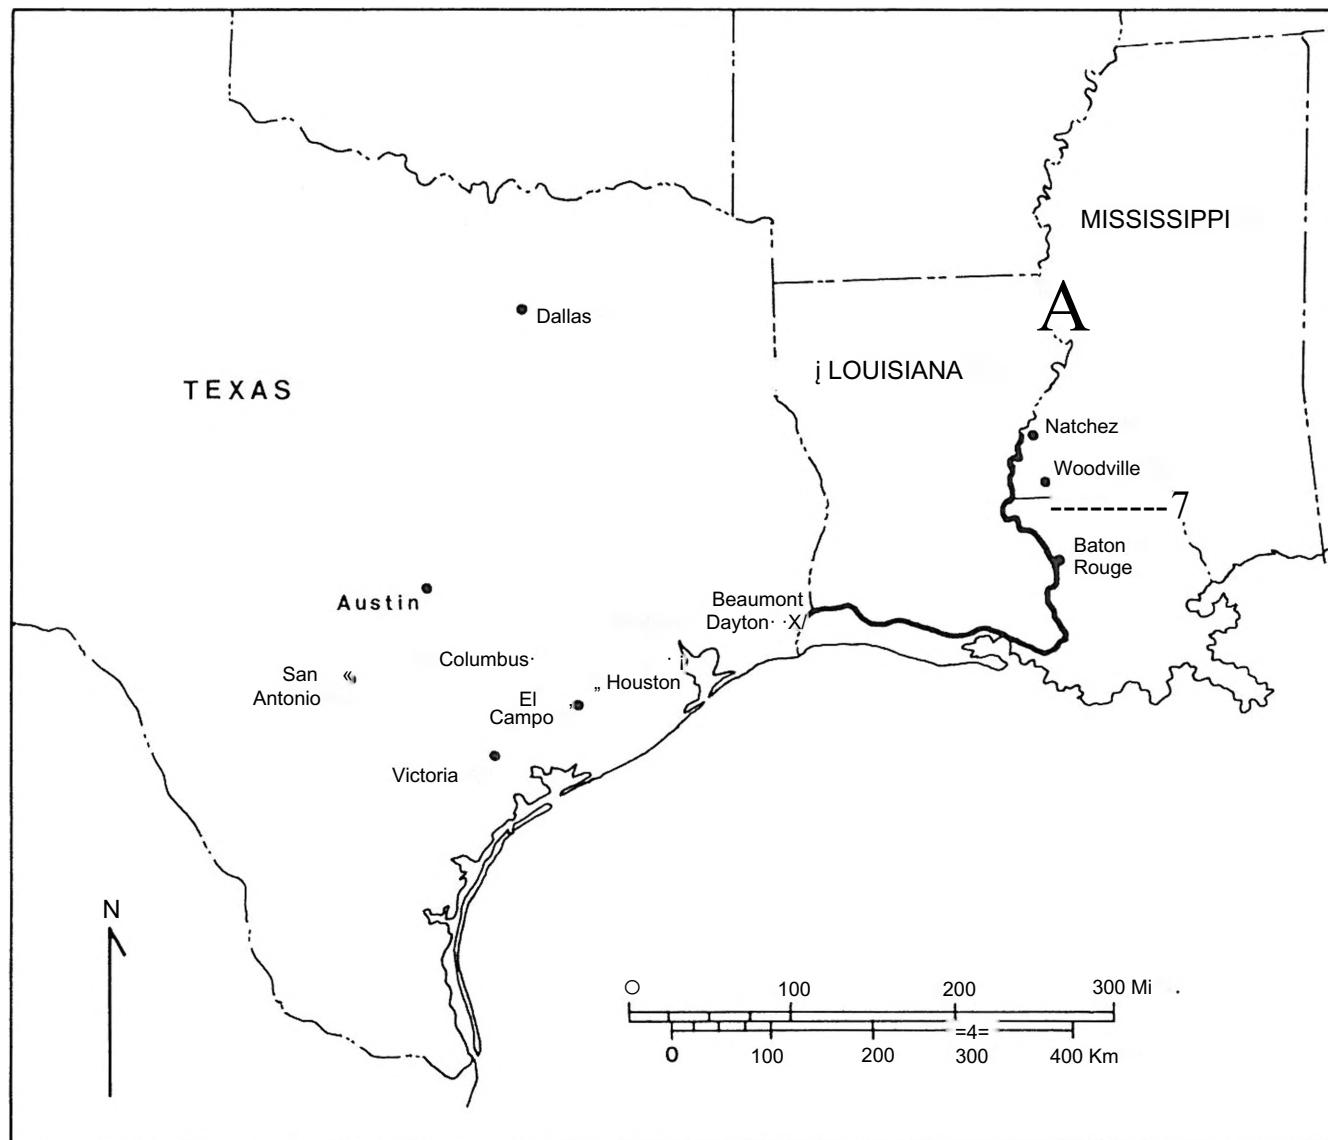 MISSISSIPPI
A
Dallas
TEXAS
į LOUISIANA
Natchez
Woodville
7
Baton
Rouge
Austin
Beaumont
Dayton· ·X/
Columbus·
San
Antonio
«
· į
„ Houston
El
Campo
Victoria
N
O 100 200 300 Mi
=4=
0 100 200 300 400 Km